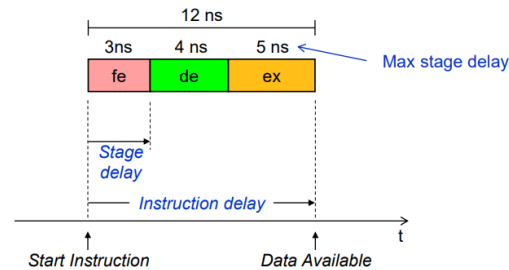 12 ns
3ns 4 ns 5 ns Max stage delay
fe de ex
Stage
delay
Instruction delay
t
Start Instruction Data Available